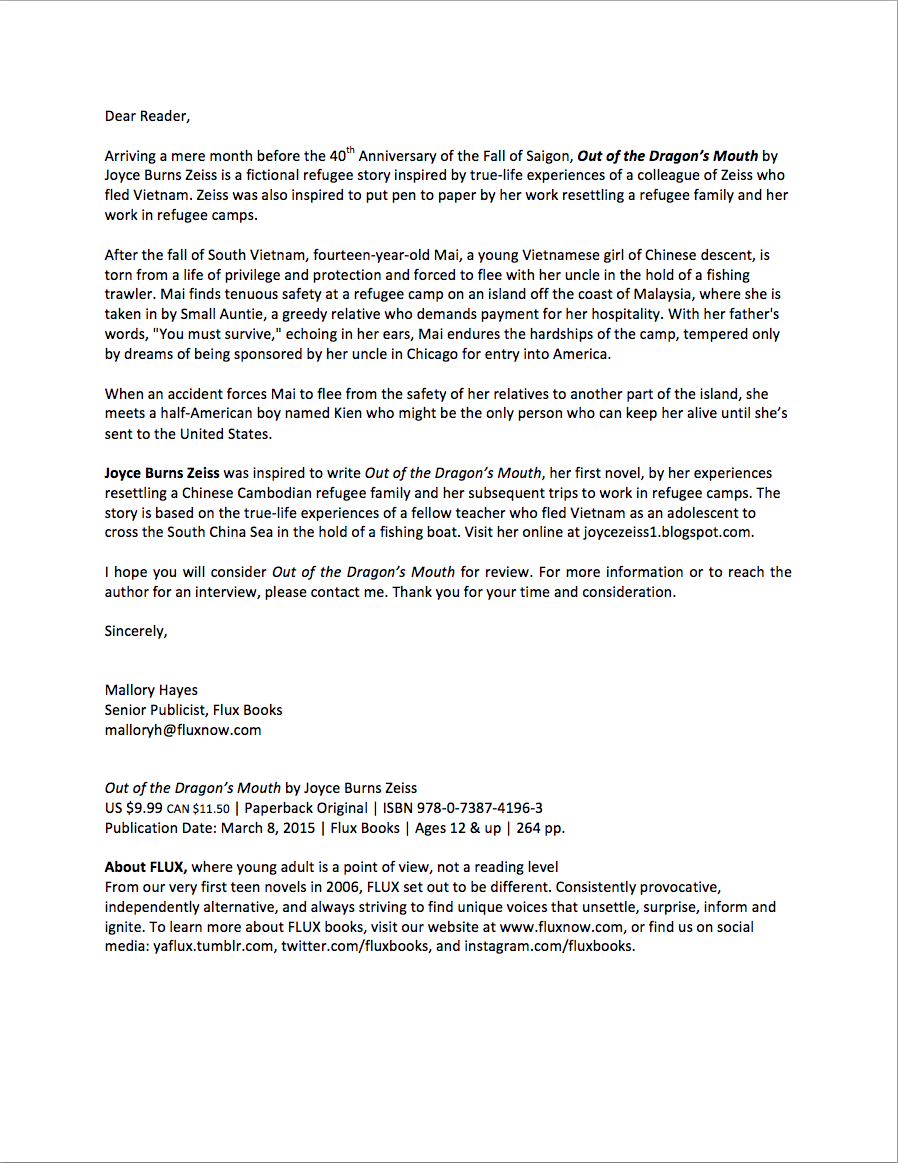 Dear Reader,
Arriving a mere month before the 40th Anniversary of the Fall of Saigon, Out of the Dragon’s Mouth by
Joyce Burns Zeiss is a fictional refugee story inspired by true-life experiences of a colleague of Zeiss who
fled Vietnam. Zeiss was also inspired to put pen to paper by her work resettling a refugee family and her
work in refugee camps.
After the fall of South Vietnam, fourteen-year-old Mai, a young Vietnamese girl of Chinese descent, is
torn from a life of privilege and protection and forced to flee with her uncle in the hold of a fishing
trawler. Mai finds tenuous safety at a refugee camp on an island off the coast of Malaysia, where she is
taken in by Small Auntie, a greedy relative who demands payment for her hospitality. With her father's
words, "You must survive," echoing in her ears, Mai endures the hardships of the camp, tempered only
by dreams of being sponsored by her uncle in Chicago for entry into America.
When an accident forces Mai to flee from the safety of her relatives to another part of the island, she
meets a half-American boy named Kien who might be the only person who can keep her alive until she’s
sent to the United States.
Joyce Burns Zeiss was inspired to write Out of the Dragon’s Mouth, her first novel, by her experiences
resettling a Chinese Cambodian refugee family and her subsequent trips to work in refugee camps. The
story is based on the true-life experiences of a fellow teacher who fled Vietnam as an adolescent to
cross the South China Sea in the hold of a fishing boat. Visit her online at joycezeiss1.blogspot.com.
I hope you will consider Out of the Dragon’s Mouth for review. For more information or to reach the
author for an interview, please contact me. Thank you for your time and consideration.
Sincerely,
Mallory Hayes
Senior Publicist, Flux Books
malloryh@fluxnow.com
Out of the Dragon’s Mouth by Joyce Burns Zeiss
US $9.99 CAN $11.50 | Paperback Original | ISBN 978-0-7387-4196-3
Publication Date: March 8, 2015 | Flux Books | Ages 12 & up | 264 pp.
About FLUX, where young adult is a point of view, not a reading level
From our very first teen novels in 2006, FLUX set out to be different. Consistently provocative,
independently alternative, and always striving to find unique voices that unsettle, surprise, inform and
ignite. To learn more about FLUX books, visit our website at www.fluxnow.com, or find us on social
media: yaflux.tumblr.com, twitter.com/fluxbooks, and instagram.com/fluxbooks.